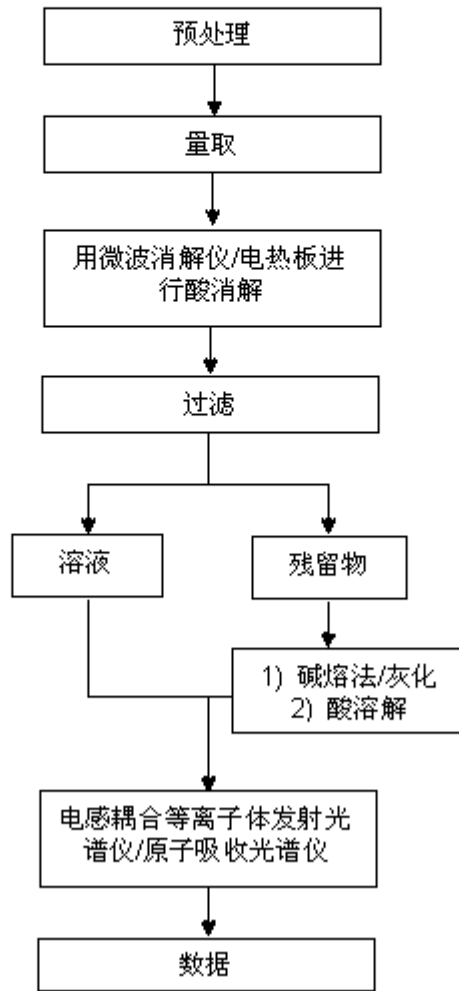 预处理
量取
用微波消解仪/电热板进
行酸消解
过滤
溶液
残留物
1) 碱熔法/灰化
2) 酸溶解
电感耦合等离子体发射光
谱仪/原子吸收光谱仪
数据